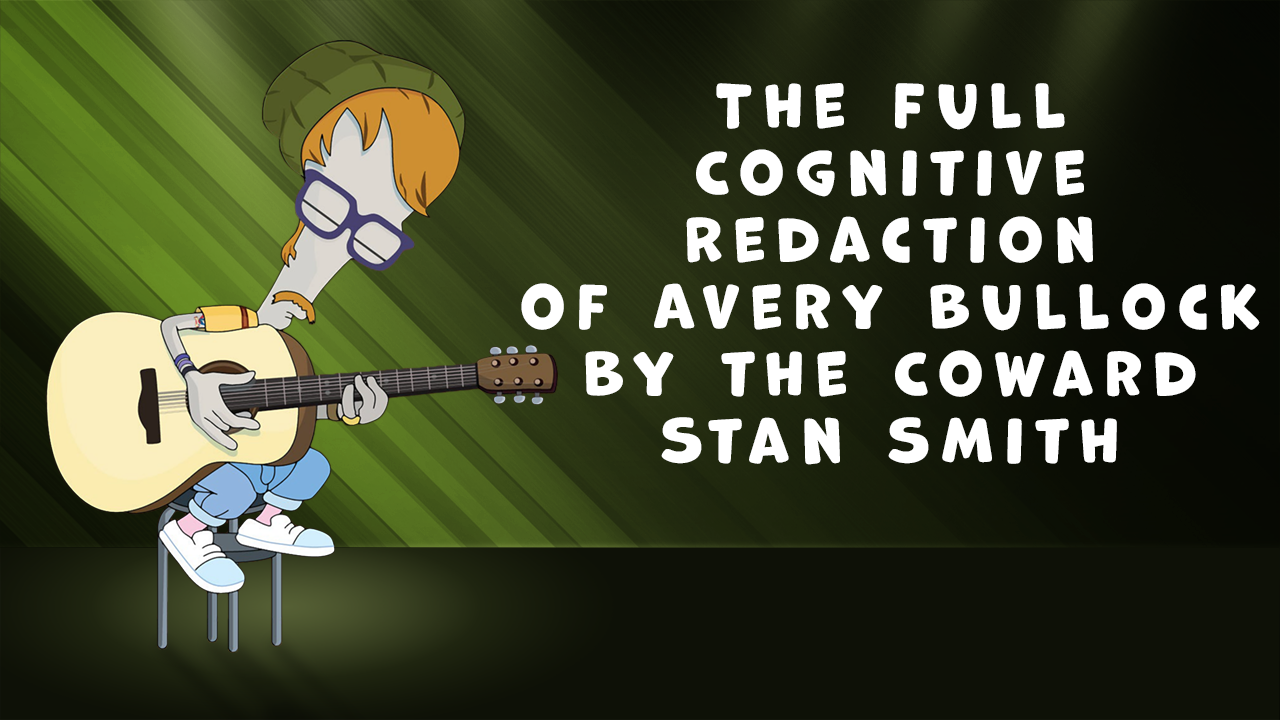 THE FULL
COGNITIVE
REDACTION
OF AVERY BULLOCK
BY THE COWARD
STAN SMITH